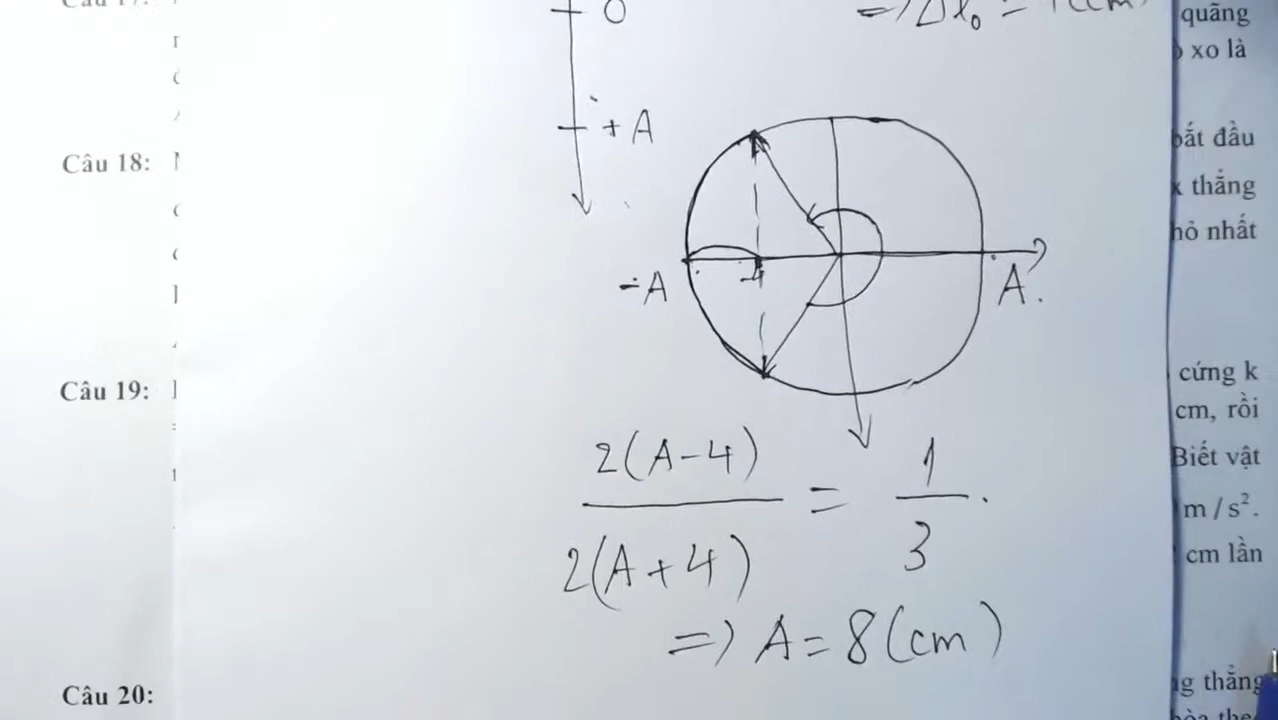 O
quãng
xo là
+ A
bắt đầu
Câu 18:
thẳng
nhỏ nhất
-A
-4
A
cứng k
Câu 19:
cm, rồi
2(A-4)
1
Biết vật
=
m/s².
2(A+4)
3
cm lần
=> A = 8 (cm)
thẳng
Câu 20: